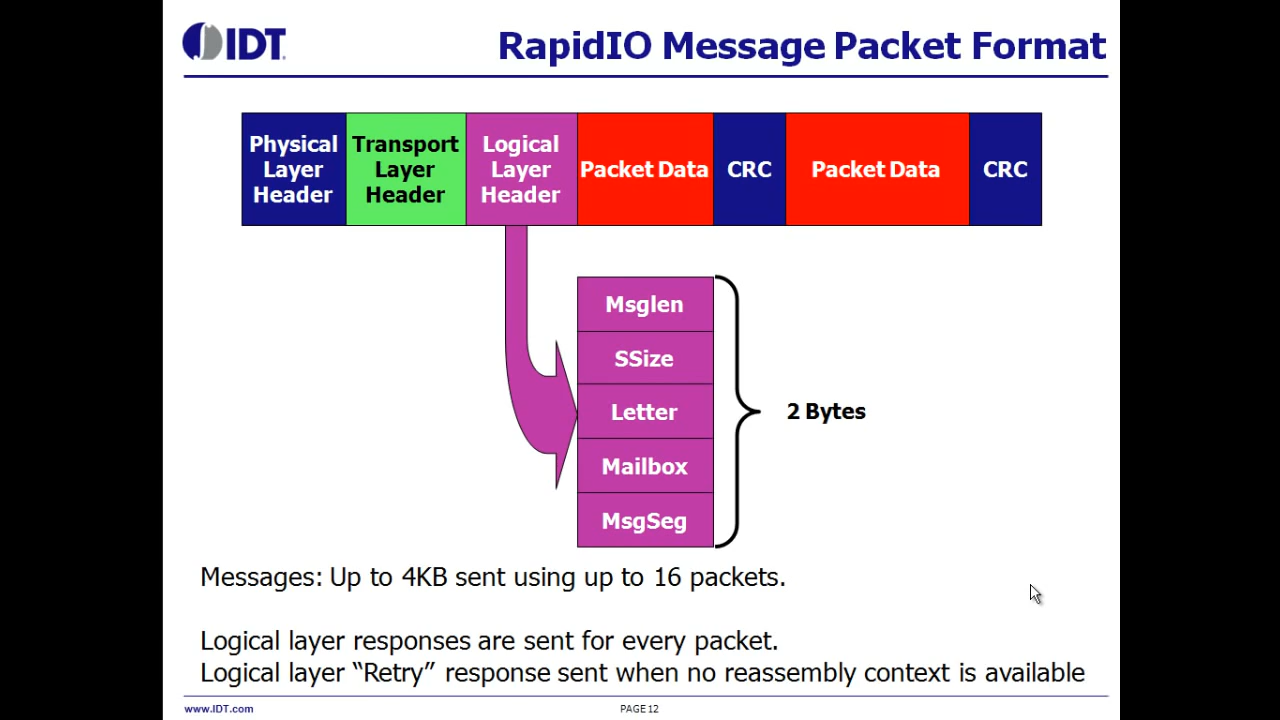 IDT
RapidIO Message Packet Format
Physical
Layer
Header
Transport
Layer
Header
Logical
Layer
Header
Packet Data
CRC
Packet Data
CRC
Msglen
SSize
Letter
Mailbox
MsgSeg
2 Bytes
Messages: Up to 4KB sent using up to 16 packets.
Logical layer responses are sent for every packet.
Logical layer “Retry” response sent when no reassembly context is available
www.IDT.com
PAGE 12